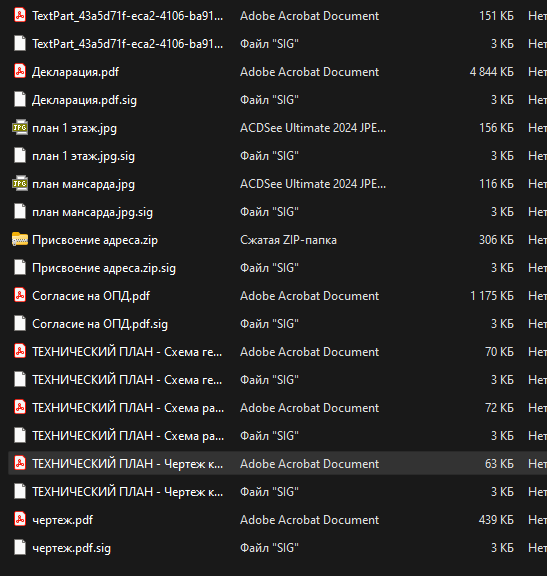 TextPart_43a5d71f-eca2-4106-ba91... Adobe Acrobat Document 151 КБ Нет
TextPart_43a5d71f-eca2-4106-ba91... Файл "SIG" 3 КБ Нет
Декларация.pdf Adobe Acrobat Document 4 844 КБ Нет
Декларация.pdf.sig Файл "SIG" 3 КБ Нет
JPG план 1 этаж.jpg ACDSee Ultimate 2024 JPE... 156 КБ Нет
план 1 этаж.jpg.sig Файл "SIG" 3 КБ Нет
JPG план мансарда.jpg ACDSee Ultimate 2024 JPE... 116 КБ Нет
план мансарда.jpg.sig Файл "SIG" 3 КБ Нет
Присвоение адреса.zip Сжатая ZIP-папка 306 КБ Нет
Присвоение адреса.zip.sig Файл "SIG" 3 КБ Нет
Согласие на ОПД.pdf Adobe Acrobat Document 1 175 КБ Нет
Согласие на ОПД.pdf.sig Файл "SIG" 3 КБ Нет
ТЕХНИЧЕСКИЙ ПЛАН - Схема ге... Adobe Acrobat Document 70 КБ Нет
ТЕХНИЧЕСКИЙ ПЛАН - Схема ге... Файл "SIG" 3 КБ Нет
ТЕХНИЧЕСКИЙ ПЛАН - Схема ра... Adobe Acrobat Document 72 КБ Нет
ТЕХНИЧЕСКИЙ ПЛАН - Схема ра... Файл "SIG" 3 КБ Нет
ТЕХНИЧЕСКИЙ ПЛАН - Чертеж к... Adobe Acrobat Document 63 КБ Нет
ТЕХНИЧЕСКИЙ ПЛАН - Чертеж к... Файл "SIG" 3 КБ Нет
чертеж.pdf Adobe Acrobat Document 439 КБ Нет
чертеж.pdf.sig Файл "SIG" 3 КБ Нет